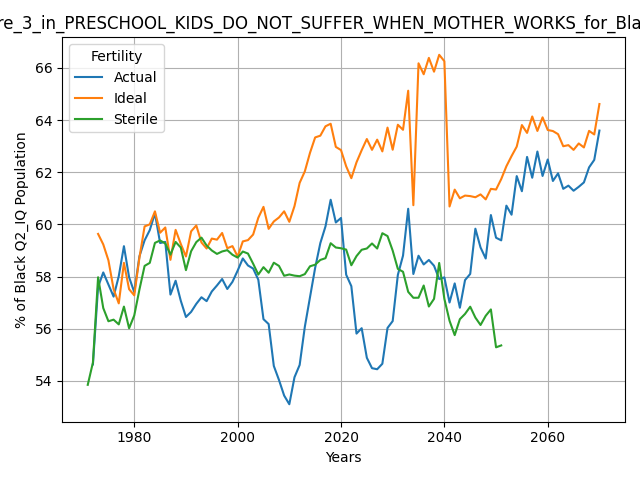 re_3_in_PRESCHOOL_KIDS_DO_NOT_SUFFER_WHEN_MOTHER_WORKS_for_Bla
Fertility
Actual
Ideal
Sterile
% of Black Q2_IQ Population
66
64
62
60
58
56
54
1980 2000 2020 2040 2060
Years